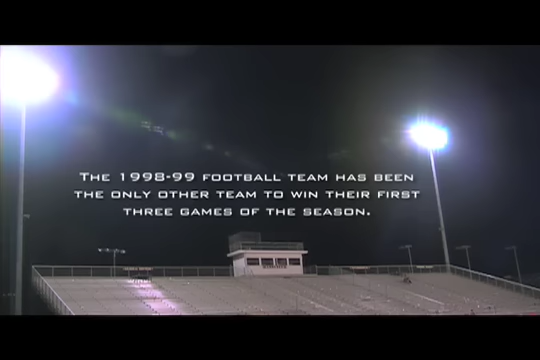 The 1998-99 football team has been
the only other team to win their first
three games of the season.